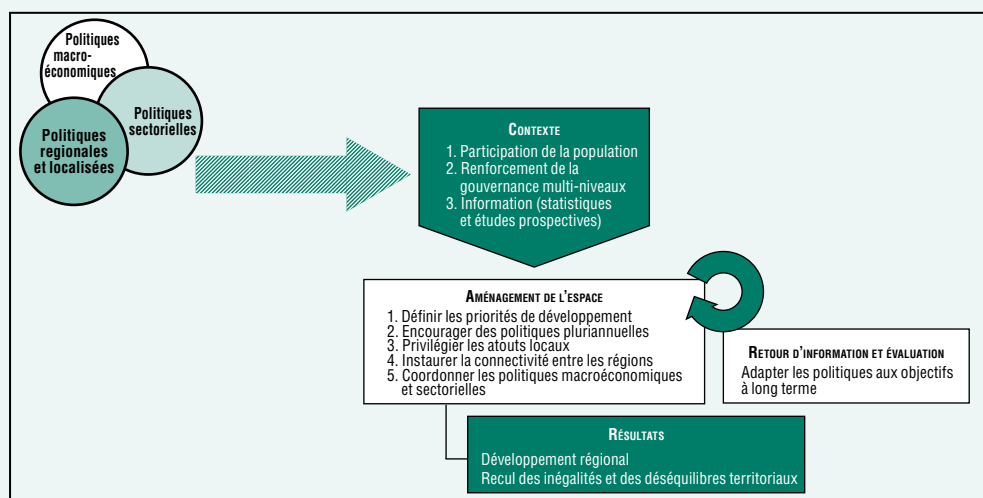 Politiques
macro-
économiques
Politiques
sectorielles
Politiques
regionales
et localisées
CONTEXTE
1. Participation de la population
2. Renforcement de la
gouvernance multi-niveaux
3. Information (statistiques
et études prospectives)
AMÉNAGEMENT DE L'ESPACE
1. Définir les priorités de développement
2. Encourager des politiques pluriannuelles
3. Privilégier les atouts locaux
4. Instaurer la connectivité entre les régions
5. Coordonner les politiques macroéconomiques
et sectorielles
RETOUR D'INFORMATION ET ÉVALUATION
Adapter les politiques aux objectifs
à long terme
RÉSULTATS
Développement régional
Recul des inégalités et des déséquilibres territoriaux